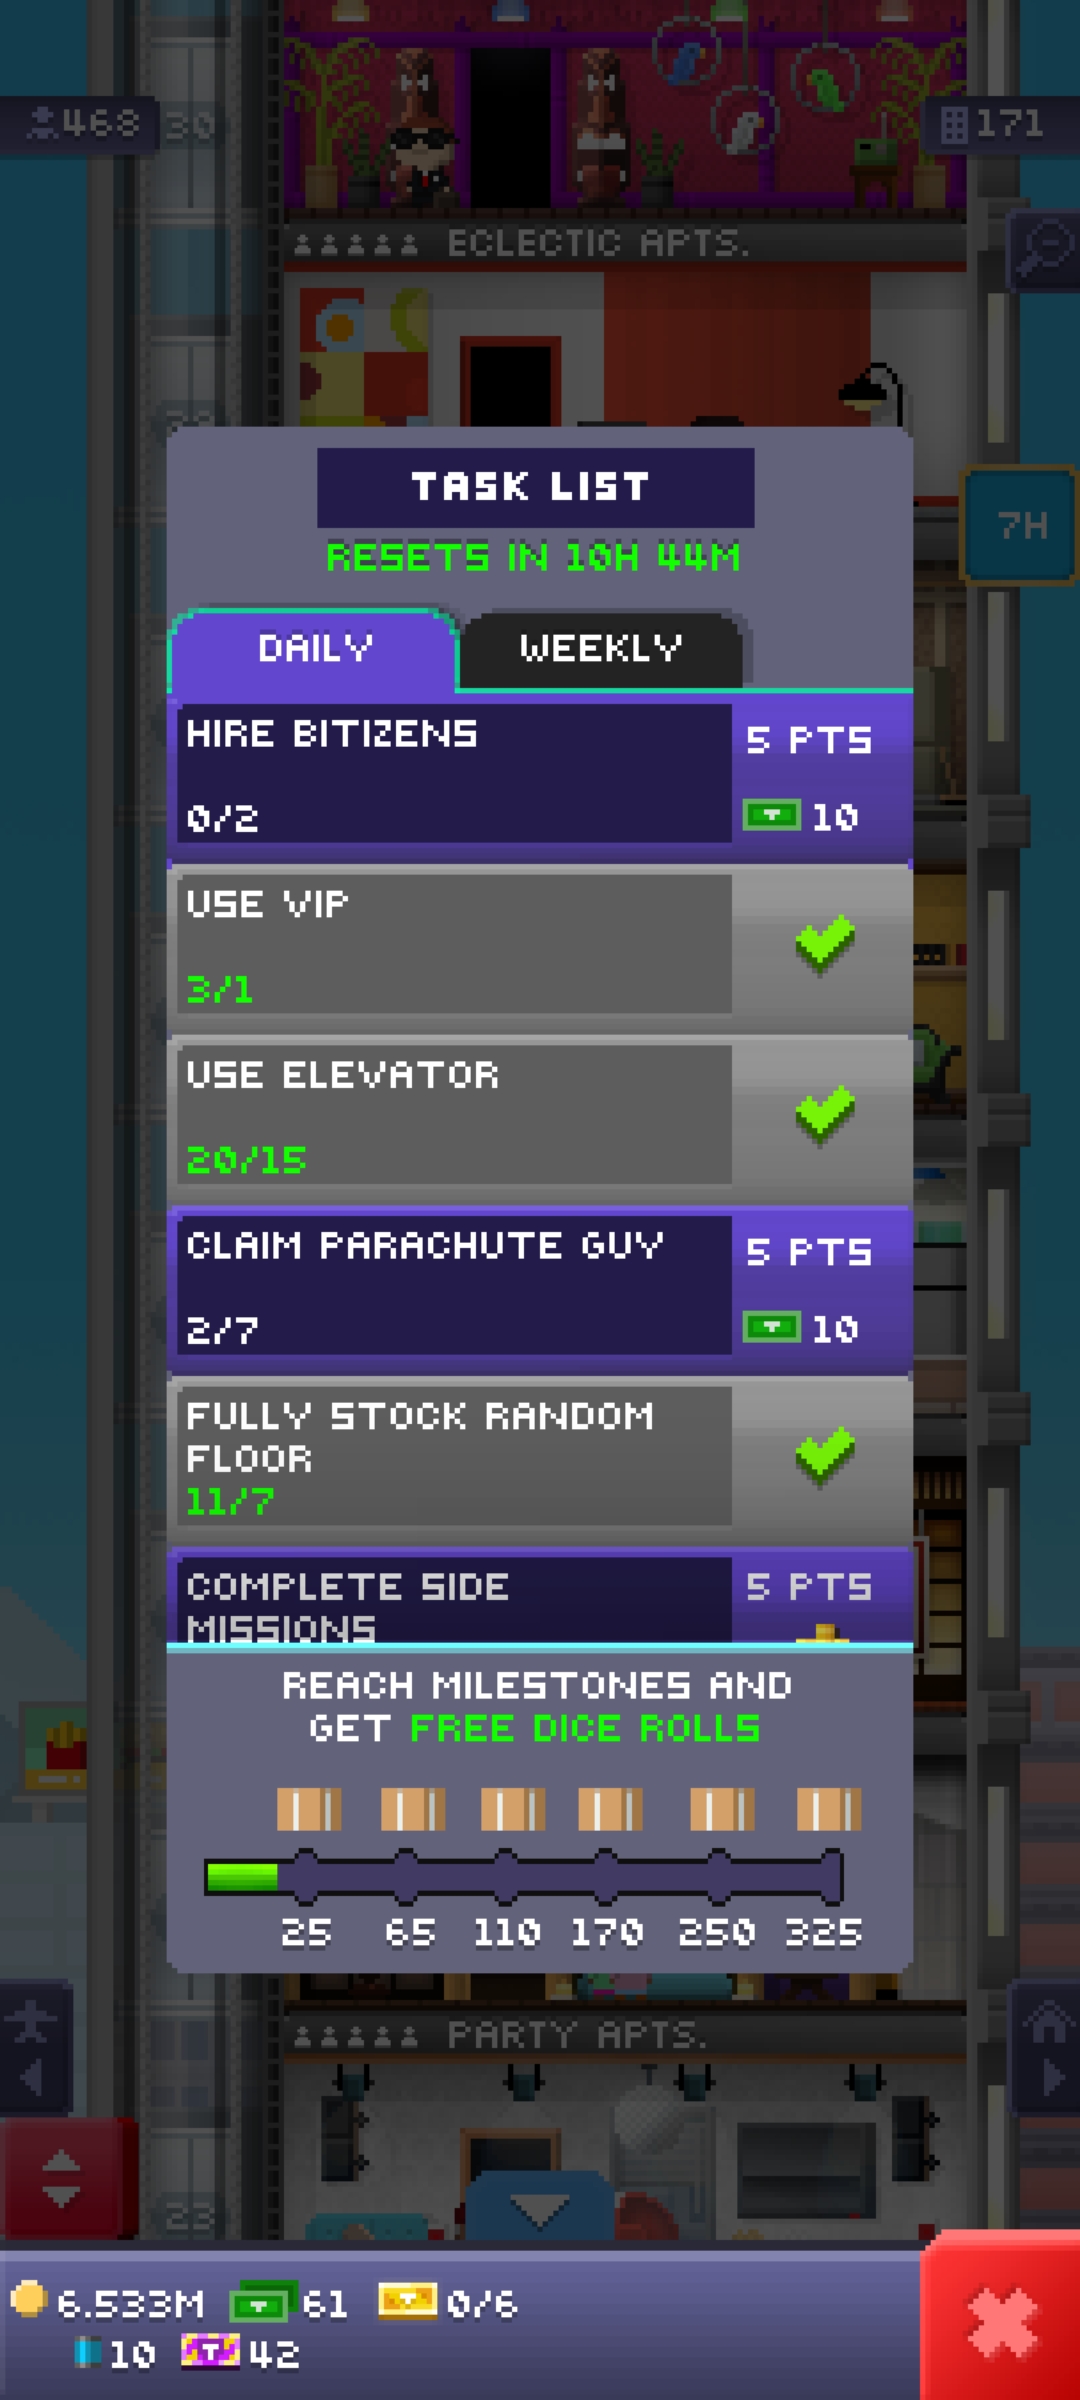 468
30
171
ECLECTIC APTS.
TASK LIST
RESETS IN 10H 44M
7H
DAILY
WEEKLY
HIRE BITIZENS
5 PTS
0/2
10
USE VIP
3/1
USE ELEVATOR
20/15
CLAIM PARACHUTE GUY
5 PTS
2/7
10
FULLY STOCK RANDOM
FLOOR
11/7
COMPLETE SIDE
5 PTS
MISSIONS
REACH MILESTONES AND
GET FREE DICE ROLLS
25 65 110 170 250 325
PARTY APTS.
23
6.533M 61 0/6
10 42